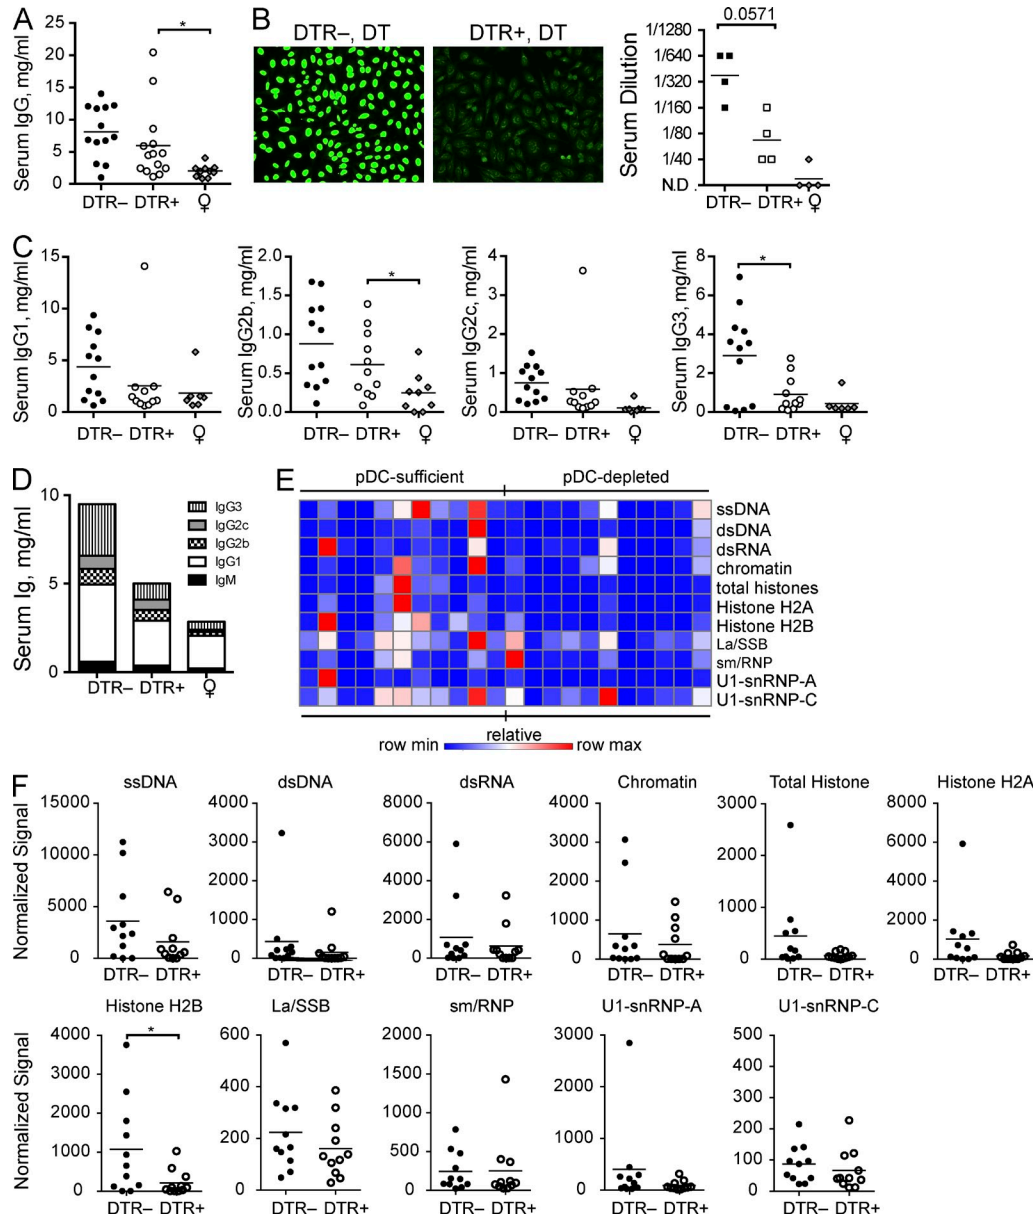 A
Serum IgG, mg/ml
25
20
15
10
5
0
*
DTR– DTR+ ♀
B
DTR–, DT DTR+, DT
Serum Dilution
0.0571
1/1280
1/640
1/320
1/160
1/80
1/40
N.D.
DTR– DTR+ ♀
C
Serum IgG1, mg/ml
15
10
5
0
DTR– DTR+ ♀
Serum IgG2b, mg/ml
2.0
1.5
1.0
0.5
0.0
*
DTR– DTR+ ♀
Serum IgG2c, mg/ml
4
3
2
1
0
DTR– DTR+ ♀
Serum IgG3, mg/ml
8
6
4
2
0
*
DTR– DTR+ ♀
D
Serum Ig, mg/ml
10
5
0
IgG3
IgG2c
IgG2b
IgG1
IgM
DTR– DTR+ ♀
E
pDC-sufficient pDC-depleted
ssDNA
dsDNA
dsRNA
chromatin
total histones
Histone H2A
Histone H2B
La/SSB
sm/RNP
U1-snRNP-A
U1-snRNP-C
relative
row min row max
F
Normalized Signal
ssDNA
15000
10000
5000
0
DTR– DTR+
dsDNA
4000
3000
2000
1000
0
DTR– DTR+
dsRNA
8000
6000
4000
2000
0
DTR– DTR+
Chromatin
4000
3000
2000
1000
0
DTR– DTR+
Total Histone
3000
2000
1000
0
DTR– DTR+
Histone H2A
8000
6000
4000
2000
0
DTR– DTR+
Normalized Signal
Histone H2B
4000
3000
2000
1000
0
*
DTR– DTR+
La/SSB
600
400
200
0
DTR– DTR+
sm/RNP
2000
1500
1000
500
0
DTR– DTR+
U1-snRNP-A
3000
2000
1000
0
DTR– DTR+
U1-snRNP-C
500
400
300
200
100
0
DTR– DTR+